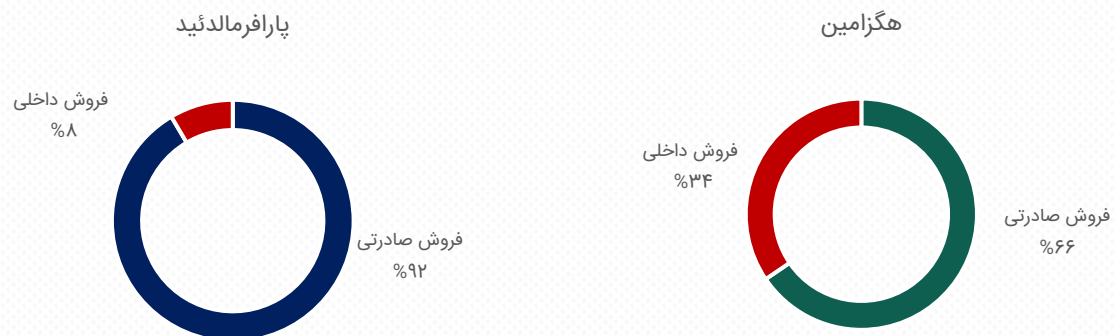 هگزامین
فروش داخلی
%۳۴
فروش صادرتی
%۶۶
پارافرمالدئید
فروش داخلی
%۸
فروش صادرتی
%۹۲